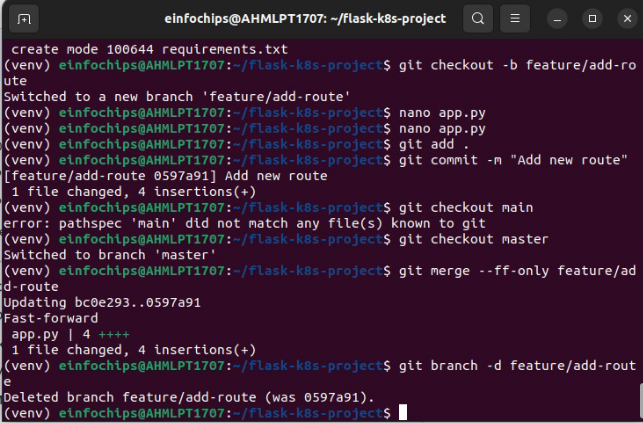 einfochips@AHMLPT1707: ~/flask-k8s-project
 create mode 100644 requirements.txt
(venv) einfochips@AHMLPT1707:~/flask-k8s-project$ git checkout -b feature/add-ro
ute
Switched to a new branch 'feature/add-route'
(venv) einfochips@AHMLPT1707:~/flask-k8s-project$ nano app.py
(venv) einfochips@AHMLPT1707:~/flask-k8s-project$ nano app.py
(venv) einfochips@AHMLPT1707:~/flask-k8s-project$ git add .
(venv) einfochips@AHMLPT1707:~/flask-k8s-project$ git commit -m "Add new route"
[feature/add-route 0597a91] Add new route
 1 file changed, 4 insertions(+)
(venv) einfochips@AHMLPT1707:~/flask-k8s-project$ git checkout main
error: pathspec 'main' did not match any file(s) known to git
(venv) einfochips@AHMLPT1707:~/flask-k8s-project$ git checkout master
Switched to branch 'master'
(venv) einfochips@AHMLPT1707:~/flask-k8s-project$ git merge --ff-only feature/ad
d-route
Updating bc0e293..0597a91
Fast-forward
 app.py | 4 ++++
 1 file changed, 4 insertions(+)
(venv) einfochips@AHMLPT1707:~/flask-k8s-project$ git branch -d feature/add-rout
e
Deleted branch feature/add-route (was 0597a91).
(venv) einfochips@AHMLPT1707:~/flask-k8s-project$